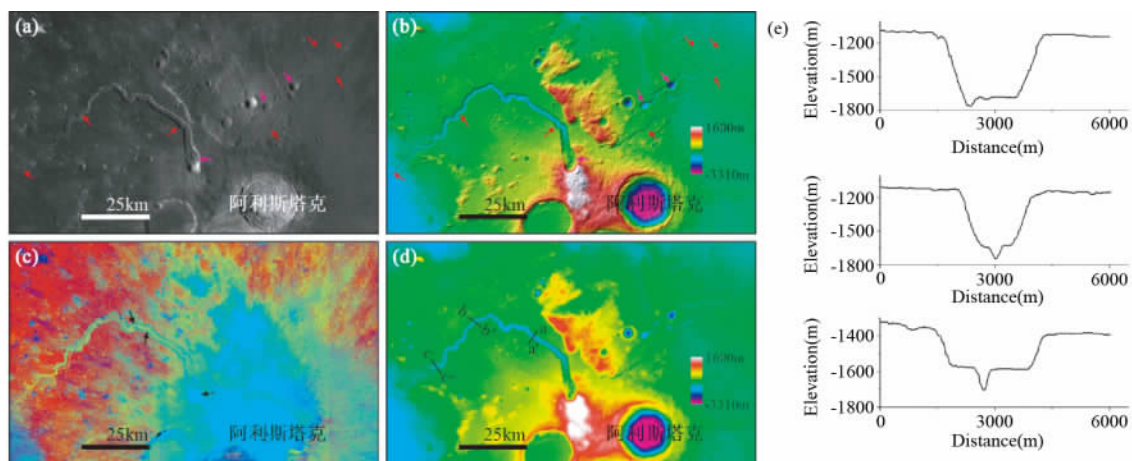 (a)
25km
阿利斯塔克
(b)
1600m
-3310m
25km
阿利斯塔克
(c)
25km
阿利斯塔克
(d)
1600m
-3310m
25km
阿利斯塔克
(e)
Elevation(m)
-1200
-1500
-1800
0
3000
6000
Distance(m)
Elevation(m)
-1200
-1500
-1800
0
3000
6000
Distance(m)
Elevation(m)
-1400
-1600
-1800
0
3000
6000
Distance(m)